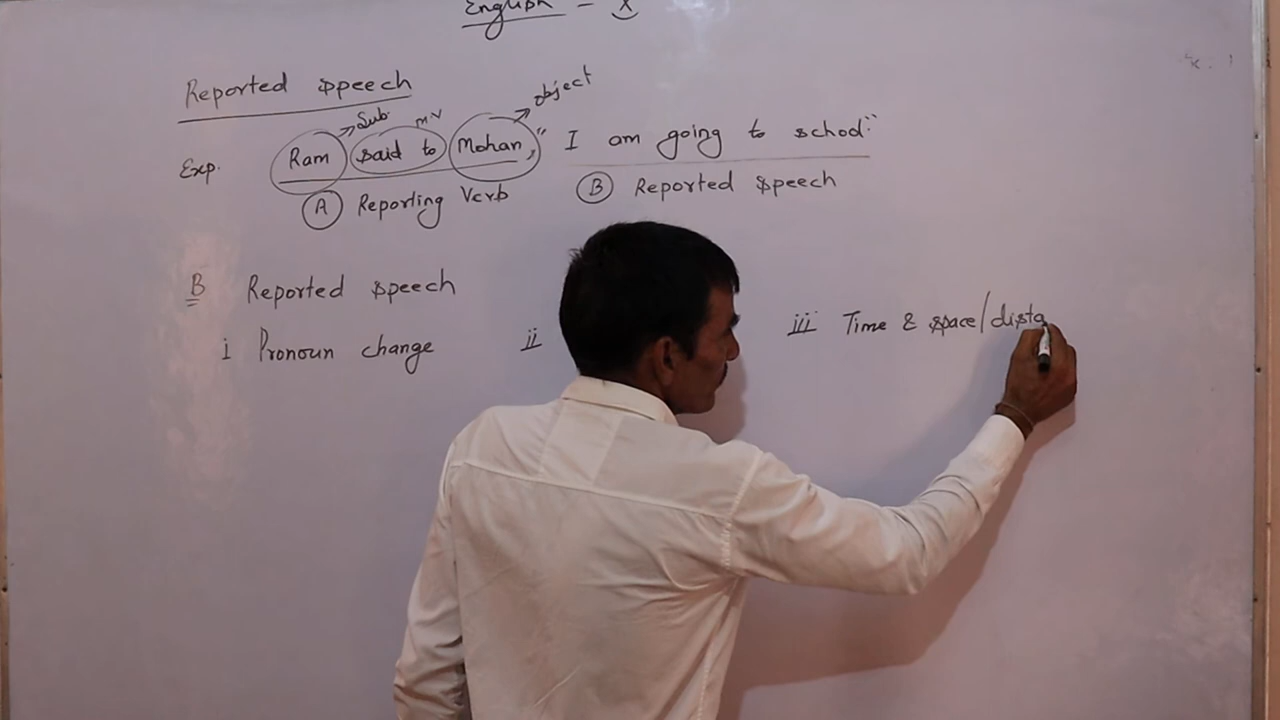 English - X
Reported speech
Sub. m.v object
Exp. Ram said to Mohan, " I am going to school."
A Reporting Verb B Reported speech
B Reported speech
i Pronoun change ii iii Time & space/dista